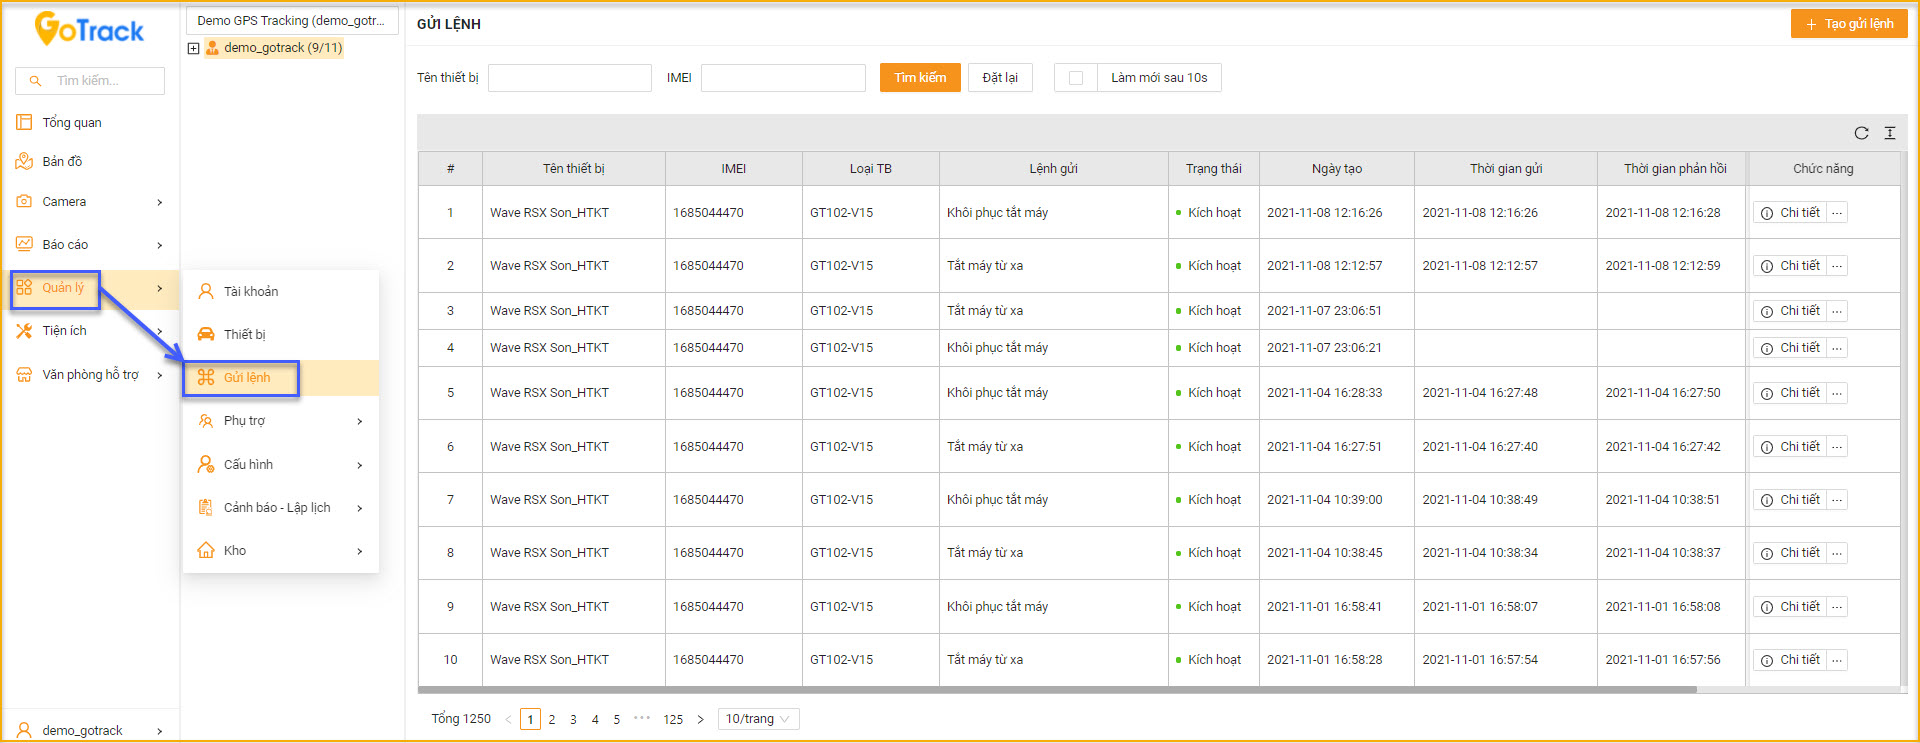 GoTrack
Tìm kiếm...
Tổng quan
Bản đồ
Camera
Báo cáo
Quản lý
Tiện ích
Văn phòng hỗ trợ
demo_gotrack
Demo GPS Tracking (demo_gotr...
demo_gotrack (9/11)
Tài khoản
Thiết bị
Gửi lệnh
Phụ trợ
Cấu hình
Cảnh báo - Lập lịch
Kho
GỬI LỆNH
+ Tạo gửi lệnh
Tên thiết bị IMEI Tìm kiếm Đặt lại Làm mới sau 10s
# Tên thiết bị IMEI Loại TB Lệnh gửi Trạng thái Ngày tạo Thời gian gửi Thời gian phản hồi Chức năng
1 Wave RSX Son_HTKT 1685044470 GT102-V15 Khôi phục tắt máy Kích hoạt 2021-11-08 12:16:26 2021-11-08 12:16:26 2021-11-08 12:16:28 Chi tiết ...
2 Wave RSX Son_HTKT 1685044470 GT102-V15 Tắt máy từ xa Kích hoạt 2021-11-08 12:12:57 2021-11-08 12:12:57 2021-11-08 12:12:59 Chi tiết ...
3 Wave RSX Son_HTKT 1685044470 GT102-V15 Tắt máy từ xa Kích hoạt 2021-11-07 23:06:51 Chi tiết ...
4 Wave RSX Son_HTKT 1685044470 GT102-V15 Khôi phục tắt máy Kích hoạt 2021-11-07 23:06:21 Chi tiết ...
5 Wave RSX Son_HTKT 1685044470 GT102-V15 Khôi phục tắt máy Kích hoạt 2021-11-04 16:28:33 2021-11-04 16:27:48 2021-11-04 16:27:50 Chi tiết ...
6 Wave RSX Son_HTKT 1685044470 GT102-V15 Tắt máy từ xa Kích hoạt 2021-11-04 16:27:51 2021-11-04 16:27:40 2021-11-04 16:27:42 Chi tiết ...
7 Wave RSX Son_HTKT 1685044470 GT102-V15 Khôi phục tắt máy Kích hoạt 2021-11-04 10:39:00 2021-11-04 10:38:49 2021-11-04 10:38:51 Chi tiết ...
8 Wave RSX Son_HTKT 1685044470 GT102-V15 Tắt máy từ xa Kích hoạt 2021-11-04 10:38:45 2021-11-04 10:38:34 2021-11-04 10:38:37 Chi tiết ...
9 Wave RSX Son_HTKT 1685044470 GT102-V15 Khôi phục tắt máy Kích hoạt 2021-11-01 16:58:41 2021-11-01 16:58:07 2021-11-01 16:58:08 Chi tiết ...
10 Wave RSX Son_HTKT 1685044470 GT102-V15 Tắt máy từ xa Kích hoạt 2021-11-01 16:58:28 2021-11-01 16:57:54 2021-11-01 16:57:56 Chi tiết ...
Tổng 1250 < 1 2 3 4 5 ••• 125 > 10/trang